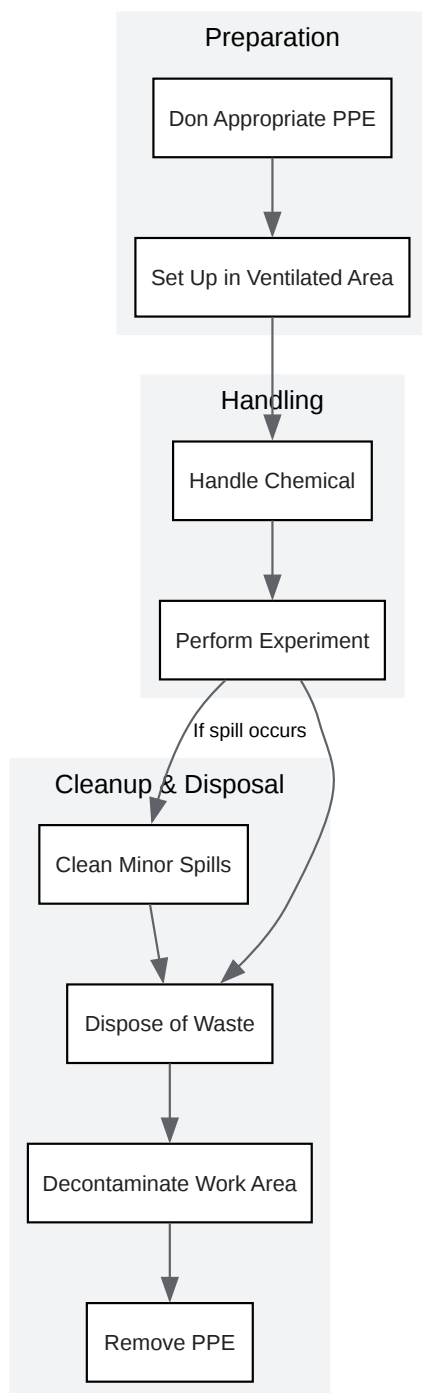 Preparation
Don Appropriate PPE
Set Up in Ventilated Area
Handling
Handle Chemical
Perform Experiment
If spill occurs
Cleanup & Disposal
Clean Minor Spills
Dispose of Waste
Decontaminate Work Area
Remove PPE